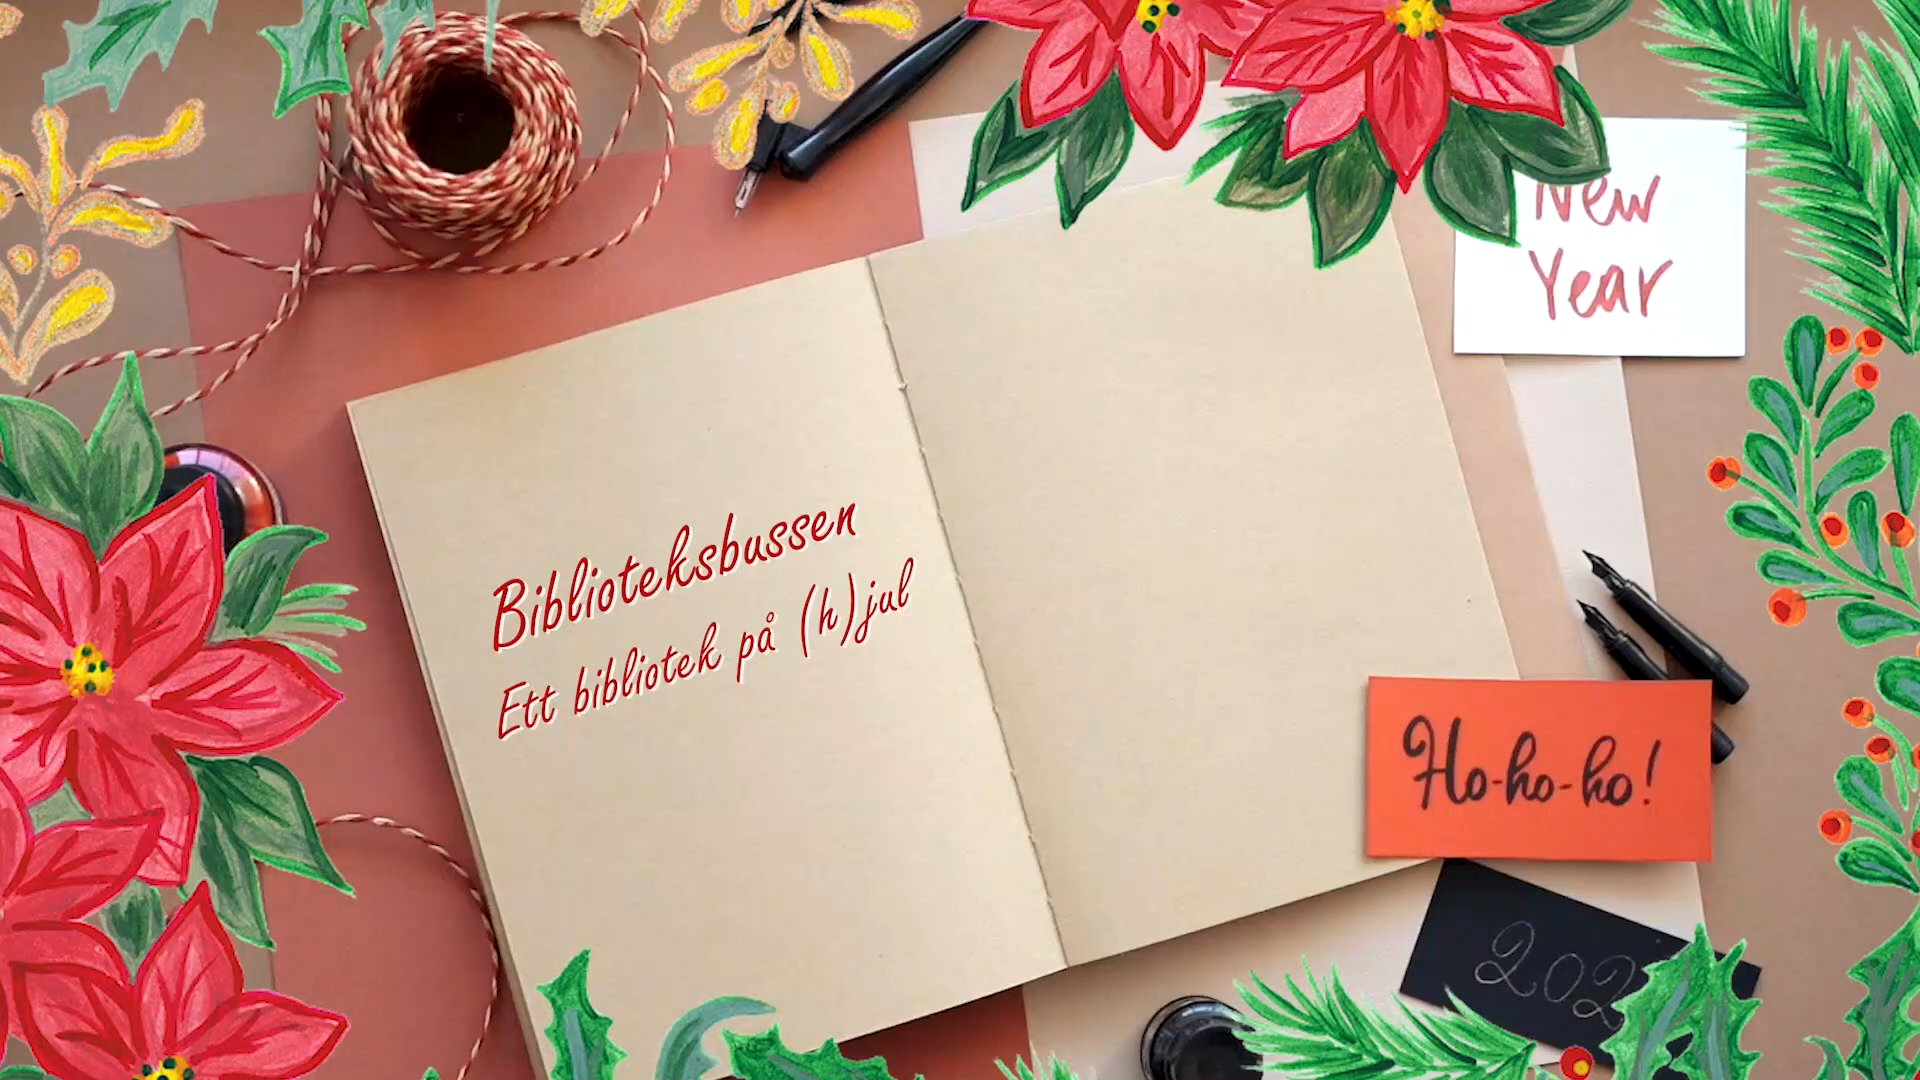 New
Year
Biblioteksbussen
Ett bibliotek på (h)jul
Ho-ho-ho!
202